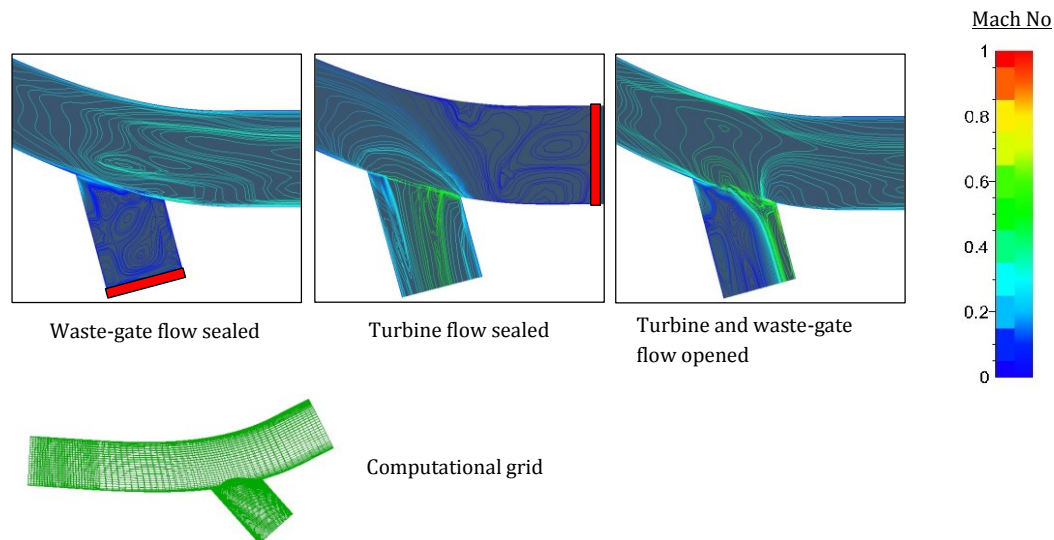 Mach No
1
0.8
0.6
0.4
0.2
0
Waste-gate flow sealed
Turbine flow sealed
Turbine and waste-gate
flow opened
Computational grid